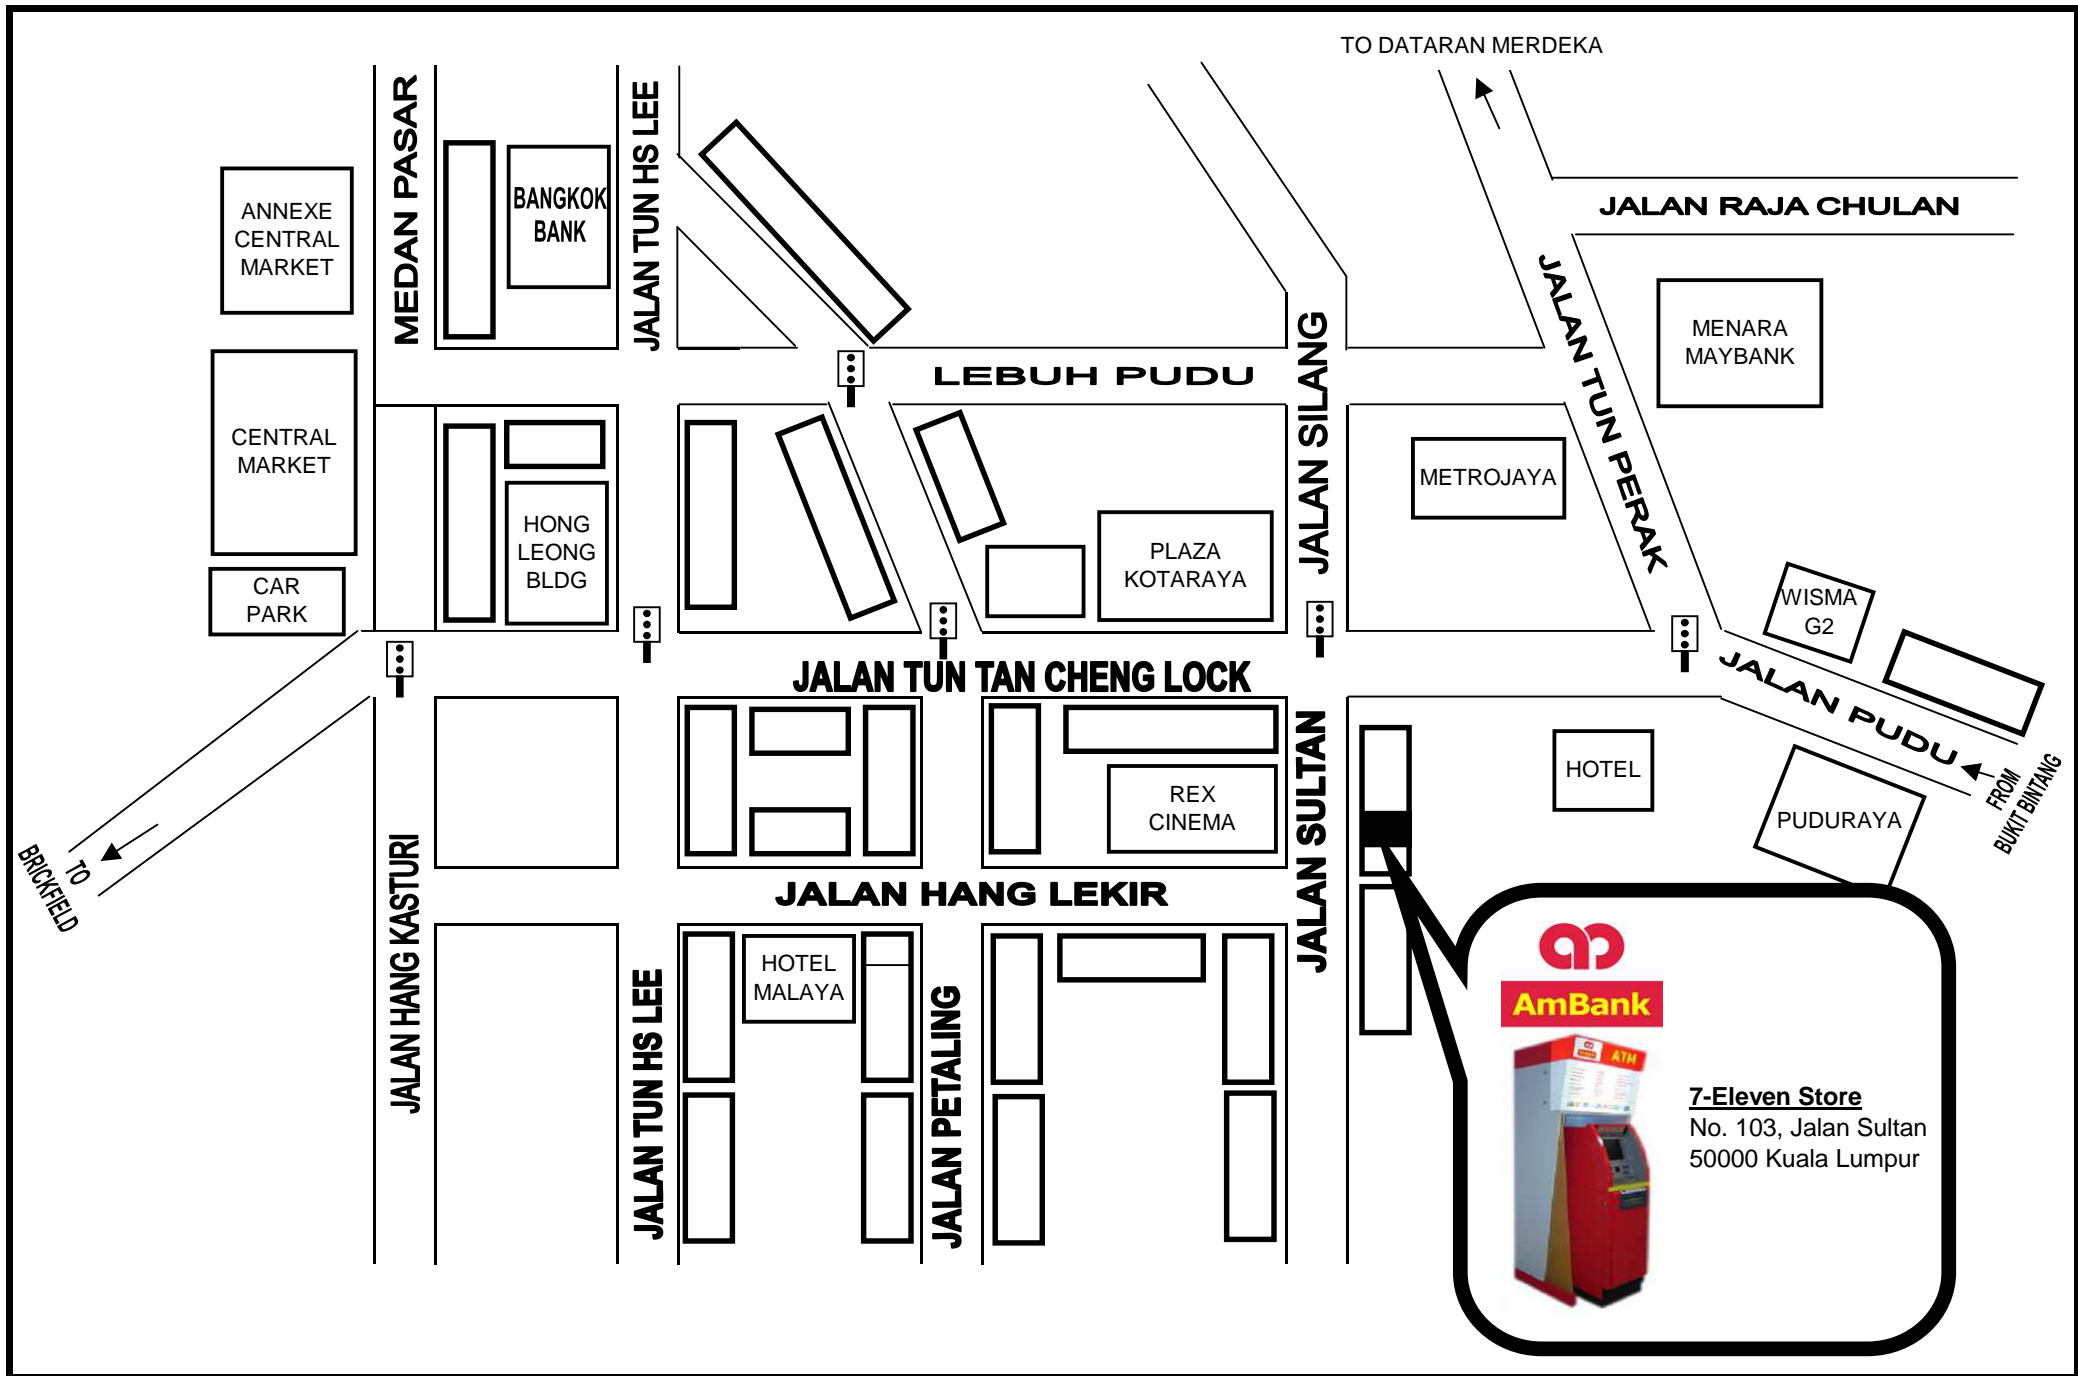 TO DATARAN MERDEKA
MEDAN PASAR
JALAN TUN HS LEE
ANNEXE
CENTRAL
MARKET
BANGKOK
BANK
JALAN RAJA CHULAN
JALAN TUN PERAK
MENARA
MAYBANK
LEBUH PUDU
JALAN SILANG
CENTRAL
MARKET
HONG
LEONG
BLDG
PLAZA
KOTARAYA
METROJAYA
CAR
PARK
WISMA
G2
JALAN TUN TAN CHENG LOCK
JALAN PUDU
FROM
BUKIT BINTANG
JALAN SULTAN
REX
CINEMA
HOTEL
PUDURAYA
TO
BRICKFIELD
JALAN HANG KASTURI
JALAN HANG LEKIR
JALAN TUN HS LEE
HOTEL
MALAYA
JALAN PETALING
AmBank
ATM
7-Eleven Store
No. 103, Jalan Sultan
50000 Kuala Lumpur